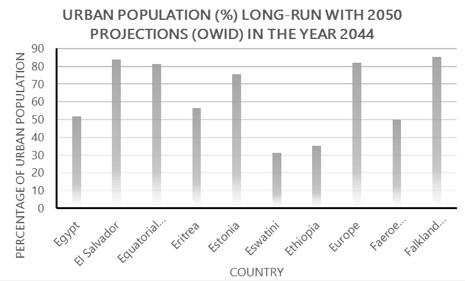 URBAN POPULATION (%) LONG-RUN WITH 2050
PROJECTIONS (OWID) IN THE YEAR 2044
PERCENTAGE OF URBAN POPULATION
90
80
70
60
50
40
30
20
10
0
Egypt
El Salvador
Equatorial...
Eritrea
Estonia
Eswatini
Ethiopia
Europe
Faeroe...
Falkland...
COUNTRY